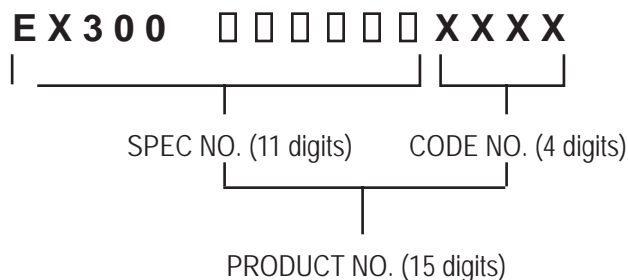 EX300 □□□□□□XXXX
SPEC NO. (11 digits) CODE NO. (4 digits)
PRODUCT NO. (15 digits)